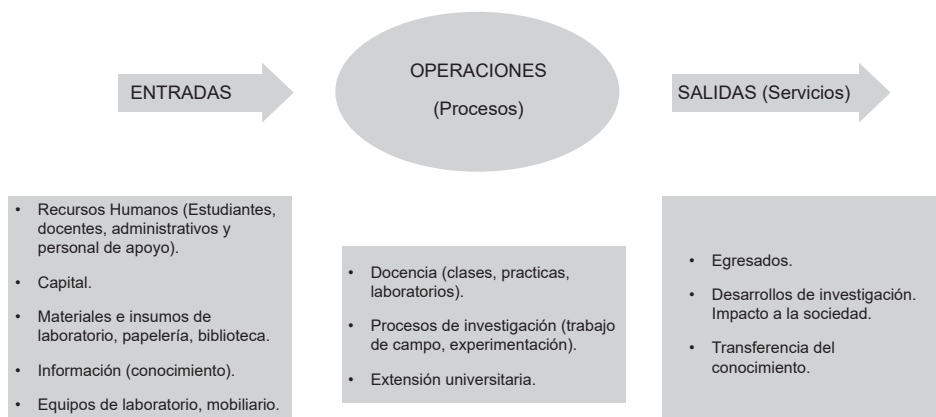 ENTRADAS
OPERACIONES
(Procesos)
SALIDAS (Servicios)
• Recursos Humanos (Estudiantes,
docentes, administrativos y
personal de apoyo).
• Capital.
• Materiales e insumos de
laboratorio, papelería, biblioteca.
• Información (conocimiento).
• Equipos de laboratorio, mobiliario.
• Docencia (clases, practicas,
laboratorios).
• Procesos de investigación (trabajo
de campo, experimentación).
• Extensión universitaria.
• Egresados.
• Desarrollos de investigación.
Impacto a la sociedad.
• Transferencia del
conocimiento.